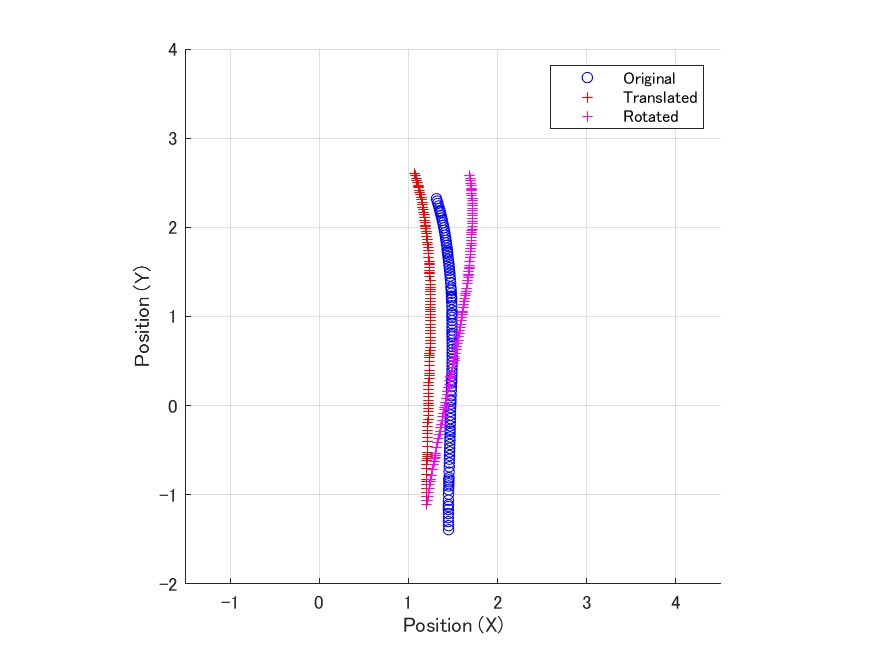 4
3
2
1
0
−1
−2
Position (Y)
Original
Translated
Rotated
−1 0 1 2 3 4
Position (X)